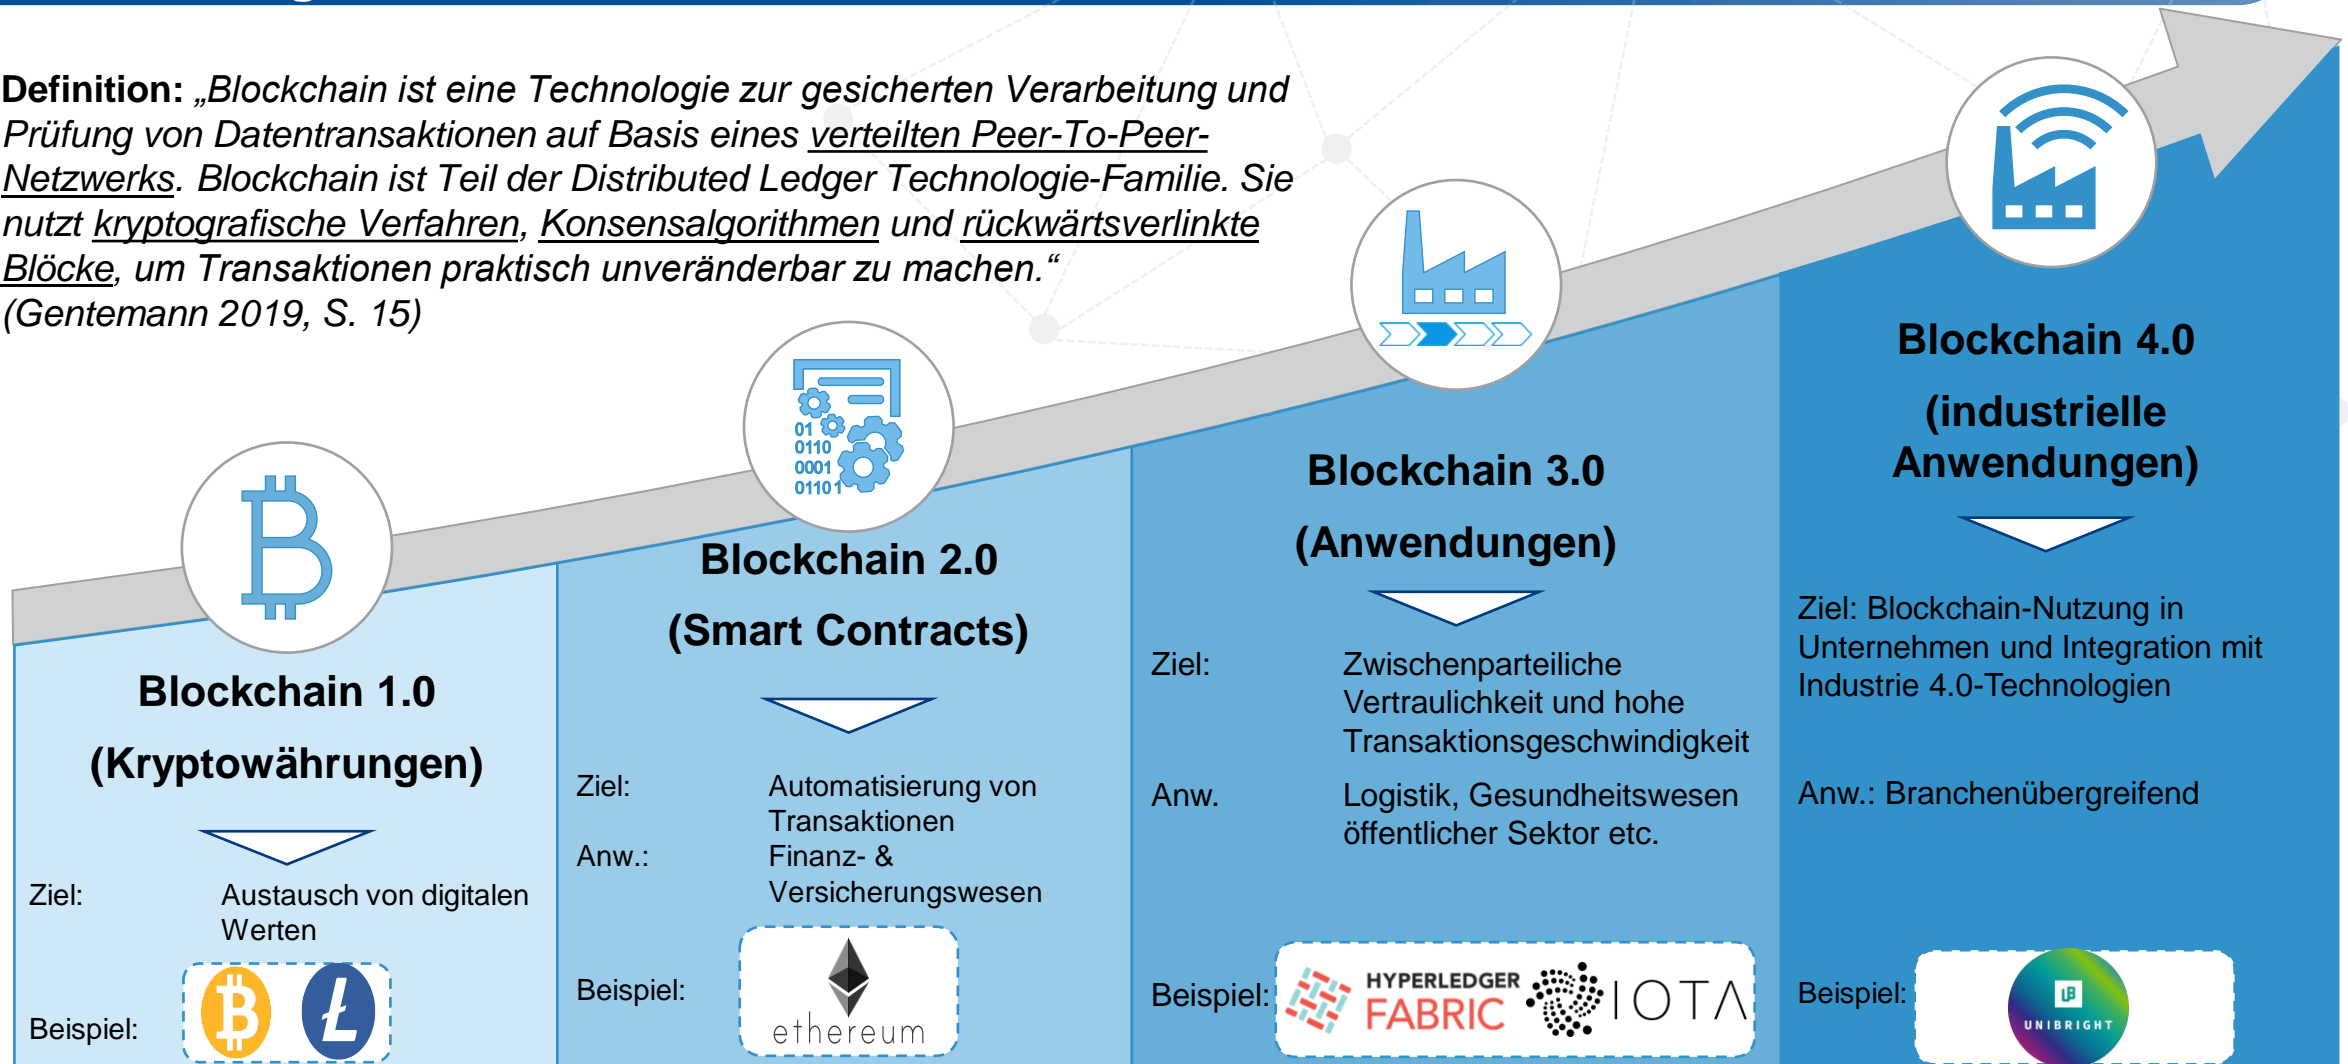 Definition: „Blockchain ist eine Technologie zur gesicherten Verarbeitung und
Prüfung von Datentransaktionen auf Basis eines verteilten Peer-To-Peer-
Netzwerks. Blockchain ist Teil der Distributed Ledger Technologie-Familie. Sie
nutzt kryptografische Verfahren, Konsensalgorithmen und rückwärtsverlinkte
Blöcke, um Transaktionen praktisch unveränderbar zu machen.“
(Gentemann 2019, S. 15)
Blockchain 1.0
(Kryptowährungen)
Ziel: Austausch von digitalen
Werten
Beispiel:
01
0110
0001
01101
Blockchain 2.0
(Smart Contracts)
Ziel: Automatisierung von
Transaktionen
Anw.: Finanz- &
Versicherungswesen
Beispiel:
ethereum
Blockchain 3.0
(Anwendungen)
Ziel: Zwischenparteiliche
Vertraulichkeit und hohe
Transaktionsgeschwindigkeit
Anw. Logistik, Gesundheitswesen
öffentlicher Sektor etc.
Beispiel:
HYPERLEDGER
FABRIC
IOTA
Blockchain 4.0
(industrielle
Anwendungen)
Ziel: Blockchain-Nutzung in
Unternehmen und Integration mit
Industrie 4.0-Technologien
Anw.: Branchenübergreifend
Beispiel:
UB
UNIBRIGHT